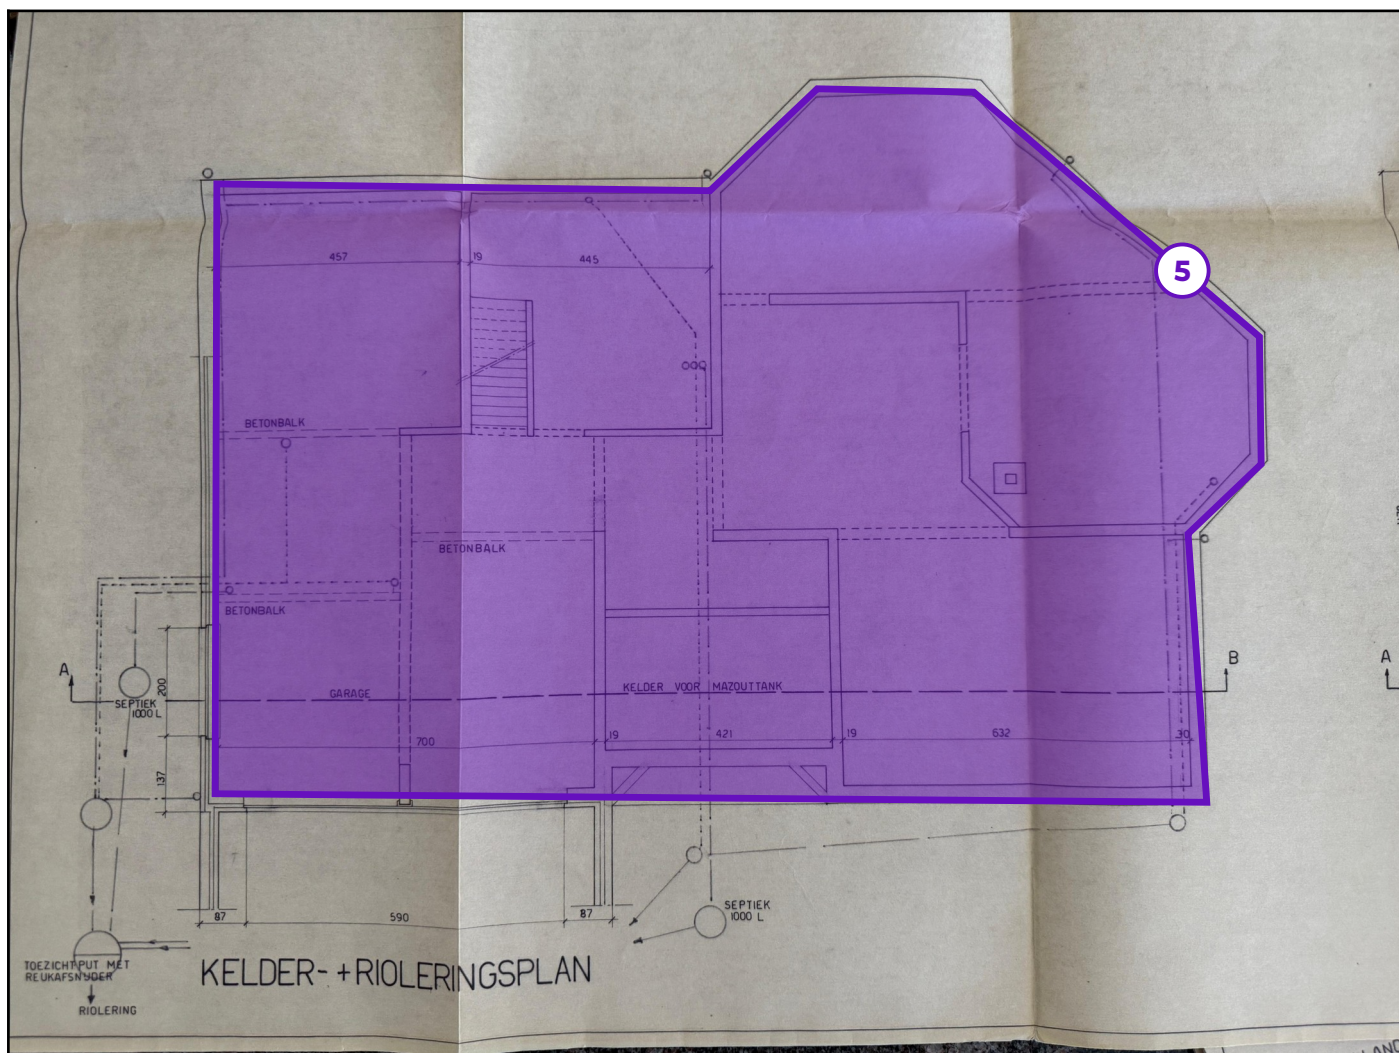 5
457
19
445
BETONBALK
BETONBALK
BETONBALK
A
B
A
200
SEPTIEK
1000 L
GARAGE
KELDER VOOR MAZOUTTANK
700
19
421
19
632
30
137
87
590
87
SEPTIEK
1000 L
TOEZICHTPUT MET
REUKAFSNYDER
RIOLERING
KELDER- + RIOLERINGSPLAN